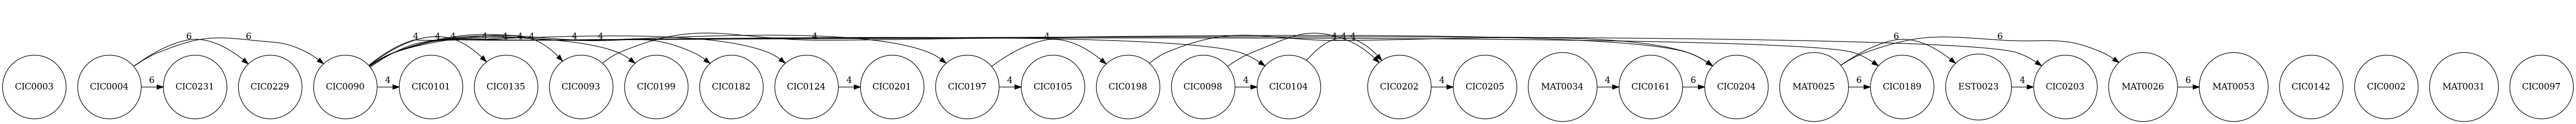 6 6 4 4 4 4 4 4 4 4 4 4 4 4 4 4 6 6
6 4 4 4 4 4 4 6 6 4 6
CIC0003 CIC0004 CIC0231 CIC0229 CIC0090 CIC0101 CIC0135 CIC0093 CIC0199 CIC0182 CIC0124 CIC0201 CIC0197 CIC0105 CIC0198 CIC0098 CIC0104 CIC0202 CIC0205 MAT0034 CIC0161 CIC0204 MAT0025 CIC0189 EST0023 CIC0203 MAT0026 MAT0053 CIC0142 CIC0002 MAT0031 CIC0097